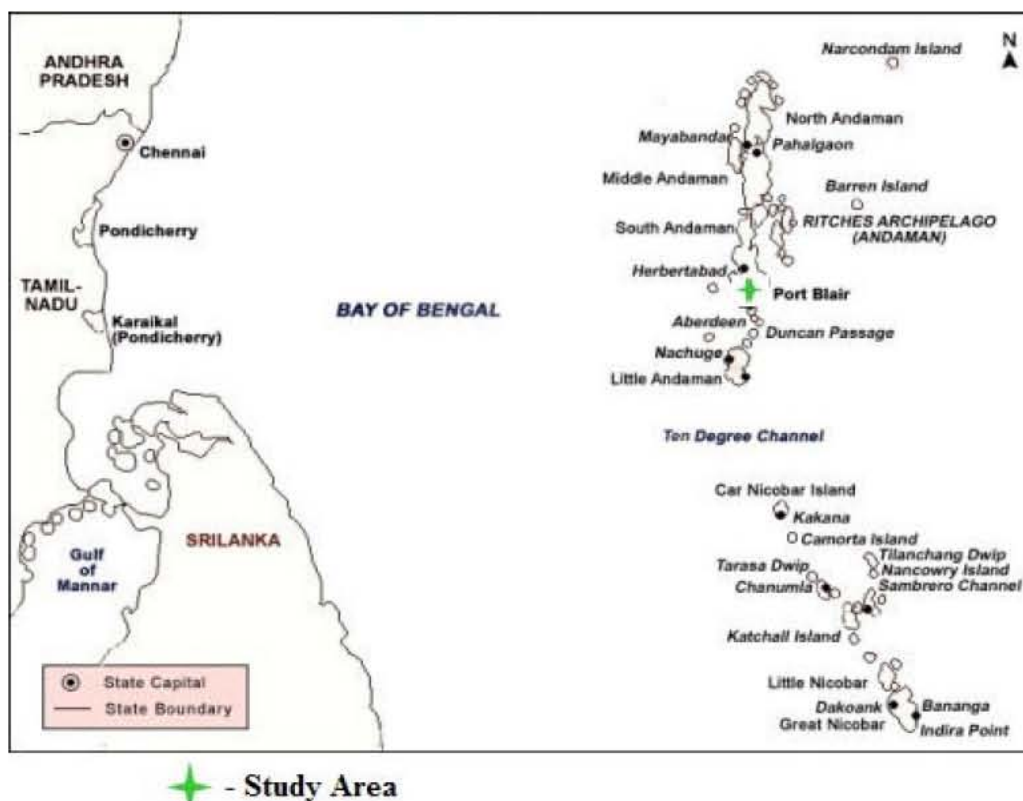 ANDHRA
PRADESH
Chennai
Pondicherry
TAMIL-
NADU
Karaikal
(Pondicherry)
BAY OF BENGAL
SRILANKA
Gulf
of
Mannar
State Capital
State Boundary
N
Narcondam Island
North Andaman
Mayabandar
Pahalgaon
Middle Andaman
Barren Island
South Andaman
RITCHES ARCHIPELAGO
(ANDAMAN)
Herbertabad
Port Blair
Aberdeen
Duncan Passage
Nachuge
Little Andaman
Ten Degree Channel
Car Nicobar Island
Kakana
Camorta Island
Tilanchang Dwip
Tarasa Dwip
Nancowry Island
Chanumla
Sambrero Channel
Katchall Island
Little Nicobar
Dakoank
Bananga
Great Nicobar
Indira Point
- Study Area